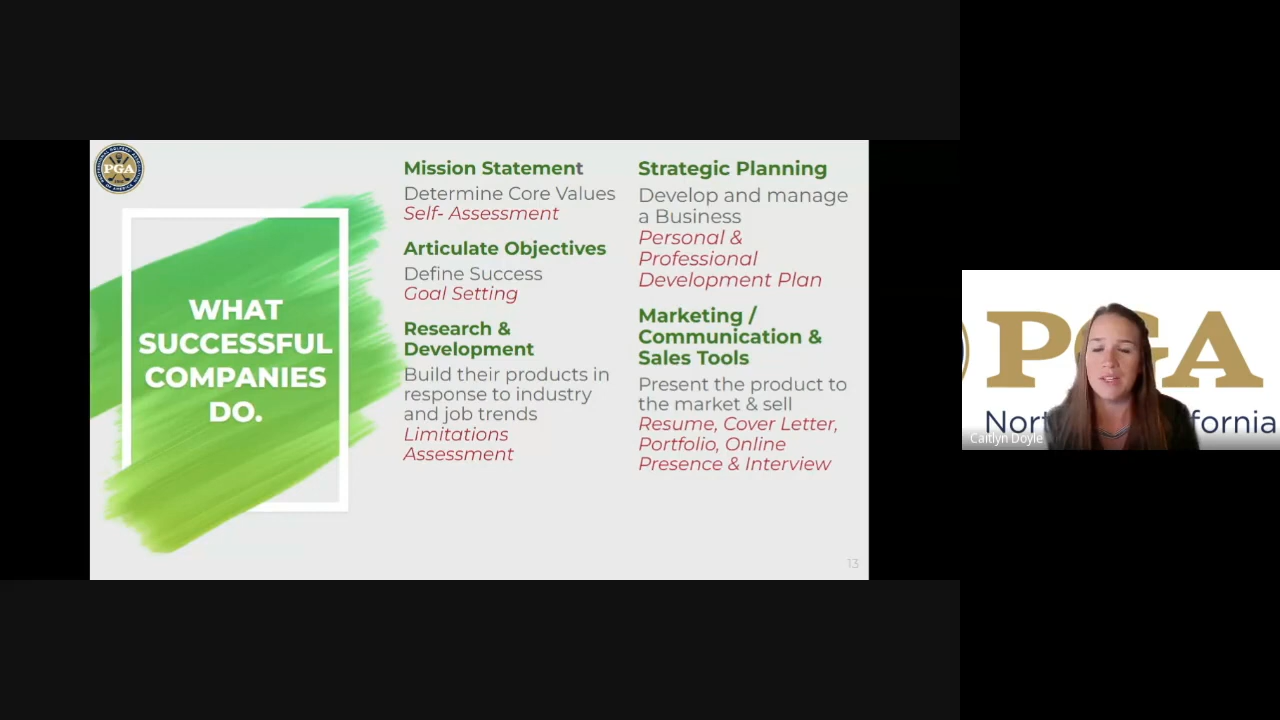 PGA
WHAT
SUCCESSFUL
COMPANIES
DO.
Mission Statement
Determine Core Values
Self- Assessment
Articulate Objectives
Define Success
Goal Setting
Research &
Development
Build their products in
response to industry
and job trends
Limitations
Assessment
Strategic Planning
Develop and manage
a Business
Personal &
Professional
Development Plan
Marketing /
Communication &
Sales Tools
Present the product to
the market & sell
Resume, Cover Letter,
Portfolio, Online
Presence & Interview
13
PGA
Caitlyn Doyle